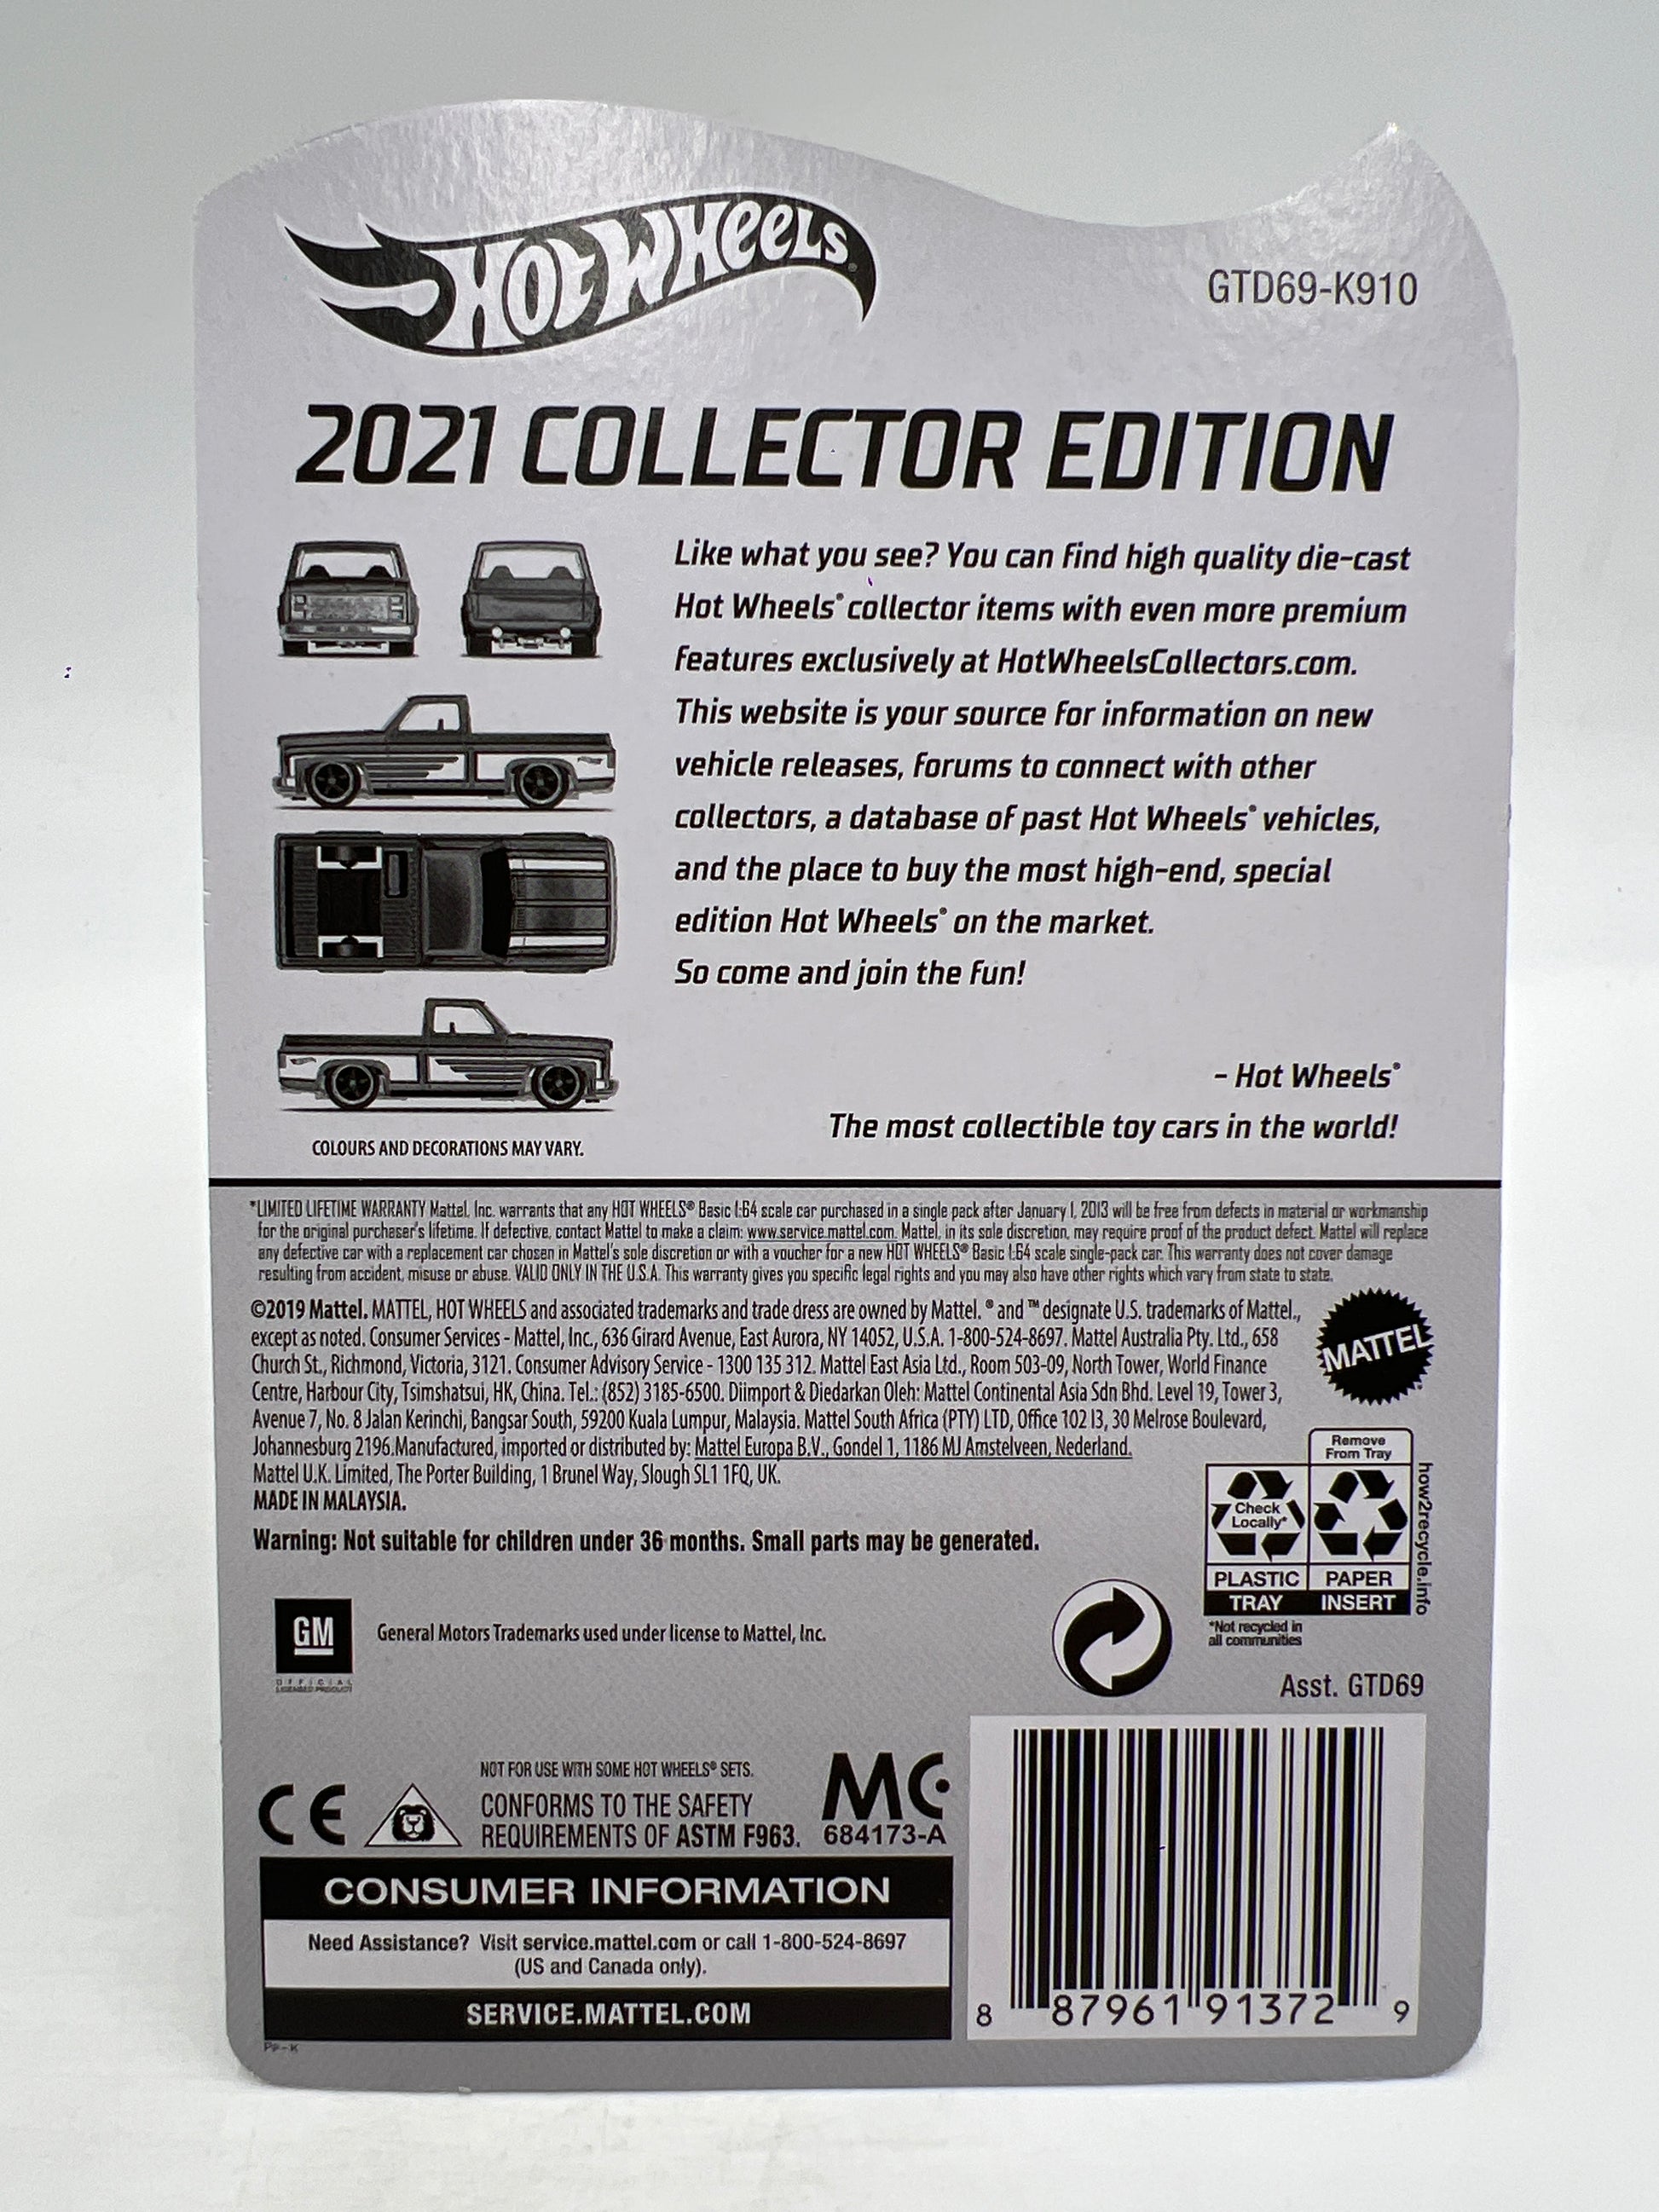 HOT WHEELS®
GTD69-K910
2021 COLLECTOR EDITION
Like what you see? You can find high quality die-cast
Hot Wheels® collector items with even more premium
features exclusively at HotWheelsCollectors.com.
This website is your source for information on new
vehicle releases, forums to connect with other
collectors, a database of past Hot Wheels® vehicles,
and the place to buy the most high-end, special
edition Hot Wheels® on the market.
So come and join the fun!
- Hot Wheels®
The most collectible toy cars in the world!
COLOURS AND DECORATIONS MAY VARY.
*LIMITED LIFETIME WARRANTY Mattel, Inc. warrants that any HOT WHEELS® Basic 1:64 scale car purchased in a single pack after January 1, 2013 will be free from defects in material or workmanship
for the original purchaser's lifetime. If defective, contact Mattel to make a claim: www.service.mattel.com. Mattel, in its sole discretion, may require proof of the product defect. Mattel will replace
any defective car with a replacement car chosen in Mattel's sole discretion or with a voucher for a new HOT WHEELS® Basic 1:64 scale single-pack car. This warranty does not cover damage
resulting from accident, misuse or abuse. VALID ONLY IN THE U.S.A. This warranty gives you specific legal rights and you may also have other rights which vary from state to state.
©2019 Mattel. MATTEL, HOT WHEELS and associated trademarks and trade dress are owned by Mattel. ® and ™ designate U.S. trademarks of Mattel.,
except as noted. Consumer Services - Mattel, Inc., 636 Girard Avenue, East Aurora, NY 14052, U.S.A. 1-800-524-8697. Mattel Australia Pty. Ltd., 658
Church St., Richmond, Victoria, 3121. Consumer Advisory Service - 1300 135 312. Mattel East Asia Ltd., Room 503-09, North Tower, World Finance
Centre, Harbour City, Tsimshatsui, HK, China. Tel.: (852) 3185-6500. Diimport & Diedarkan Oleh: Mattel Continental Asia Sdn Bhd. Level 19, Tower 3,
Avenue 7, No. 8 Jalan Kerinchi, Bangsar South, 59200 Kuala Lumpur, Malaysia. Mattel South Africa (PTY) LTD, Office 102 I3, 30 Melrose Boulevard,
Johannesburg 2196.Manufactured, imported or distributed by: Mattel Europa B.V., Gondel 1, 1186 MJ Amstelveen, Nederland.
Mattel U.K. Limited, The Porter Building, 1 Brunel Way, Slough SL1 1FQ, UK.
MADE IN MALAYSIA.
Warning: Not suitable for children under 36 months. Small parts may be generated.
MATTEL
Remove
From Tray
Check
Locally*
PLASTIC
PAPER
TRAY
INSERT
how2recycle.info
*Not recycled in
all communities
GM
OFFICIAL
LICENSED PRODUCT
General Motors Trademarks used under license to Mattel, Inc.
Asst. GTD69
CE
NOT FOR USE WITH SOME HOT WHEELS® SETS.
CONFORMS TO THE SAFETY
REQUIREMENTS OF ASTM F963.
MC
684173-A
CONSUMER INFORMATION
Need Assistance? Visit service.mattel.com or call 1-800-524-8697
(US and Canada only).
SERVICE.MATTEL.COM
8 87961 91372 9
PP-K